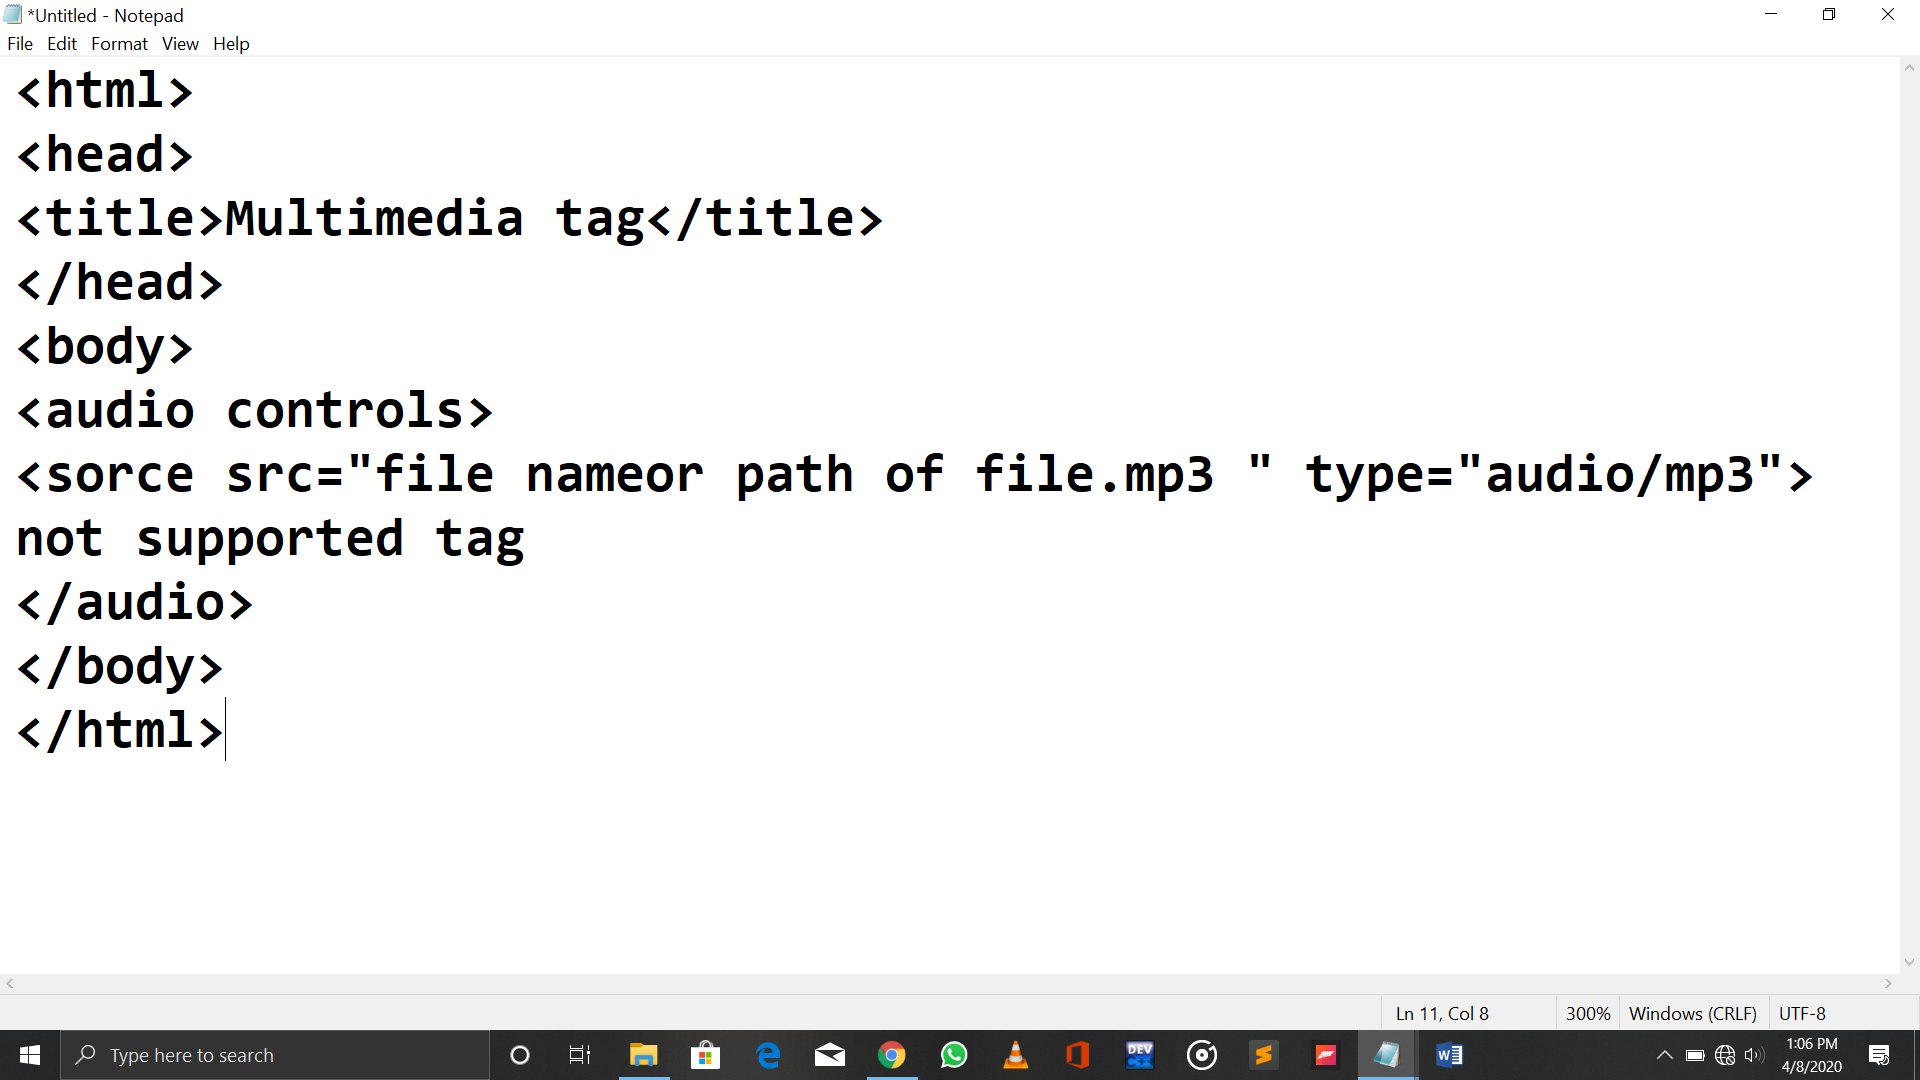 *Untitled - Notepad
File Edit Format View Help
<html>
<head>
<title>Multimedia tag</title>
</head>
<body>
<audio controls>
<sorce src="file nameor path of file.mp3 " type="audio/mp3">
not supported tag
</audio>
</body>
</html>
Ln 11, Col 8 300% Windows (CRLF) UTF-8
Type here to search
DEV C++
W
1:06 PM
4/8/2020